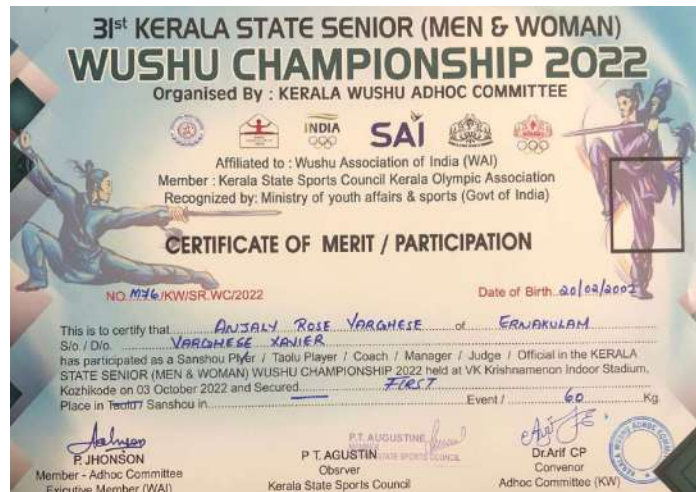 31st KERALA STATE SENIOR (MEN & WOMAN)
WUSHU CHAMPIONSHIP 2022
Organised By : KERALA WUSHU ADHOC COMMITTEE
INDIA SAI
Affiliated to : Wushu Association of India (WAI)
Member : Kerala State Sports Council Kerala Olympic Association
Recognized by: Ministry of youth affairs & sports (Govt of India)
CERTIFICATE OF MERIT / PARTICIPATION
NO. M76/KW/SR.WC/2022 Date of Birth..20/02/2002
This is to certify that ANJALY ROSE VARGHESE of ERNAKULAM
S/o / D/o. VARGHESE XAVIER
has participated as a Sanshou Plyer / Taolu Player / Coach / Manager / Judge / Official in the KERALA
STATE SENIOR (MEN & WOMAN) WUSHU CHAMPIONSHIP 2022 held at VK Krishnamenon Indoor Stadium,
Kozhikode on 03 October 2022 and Secured FIRST
Place in Taolu / Sanshou in Event / 60 Kg
P. JHONSON
Member - Adhoc Committee
Exicutive Member (WAI)
P.T. AUGUSTINE
STATE SPORTS COUNCIL
P T. AGUSTIN
Obsrver
Kerala State Sports Council
Dr.Arif CP
Convenor
Adhoc Committee (KW)